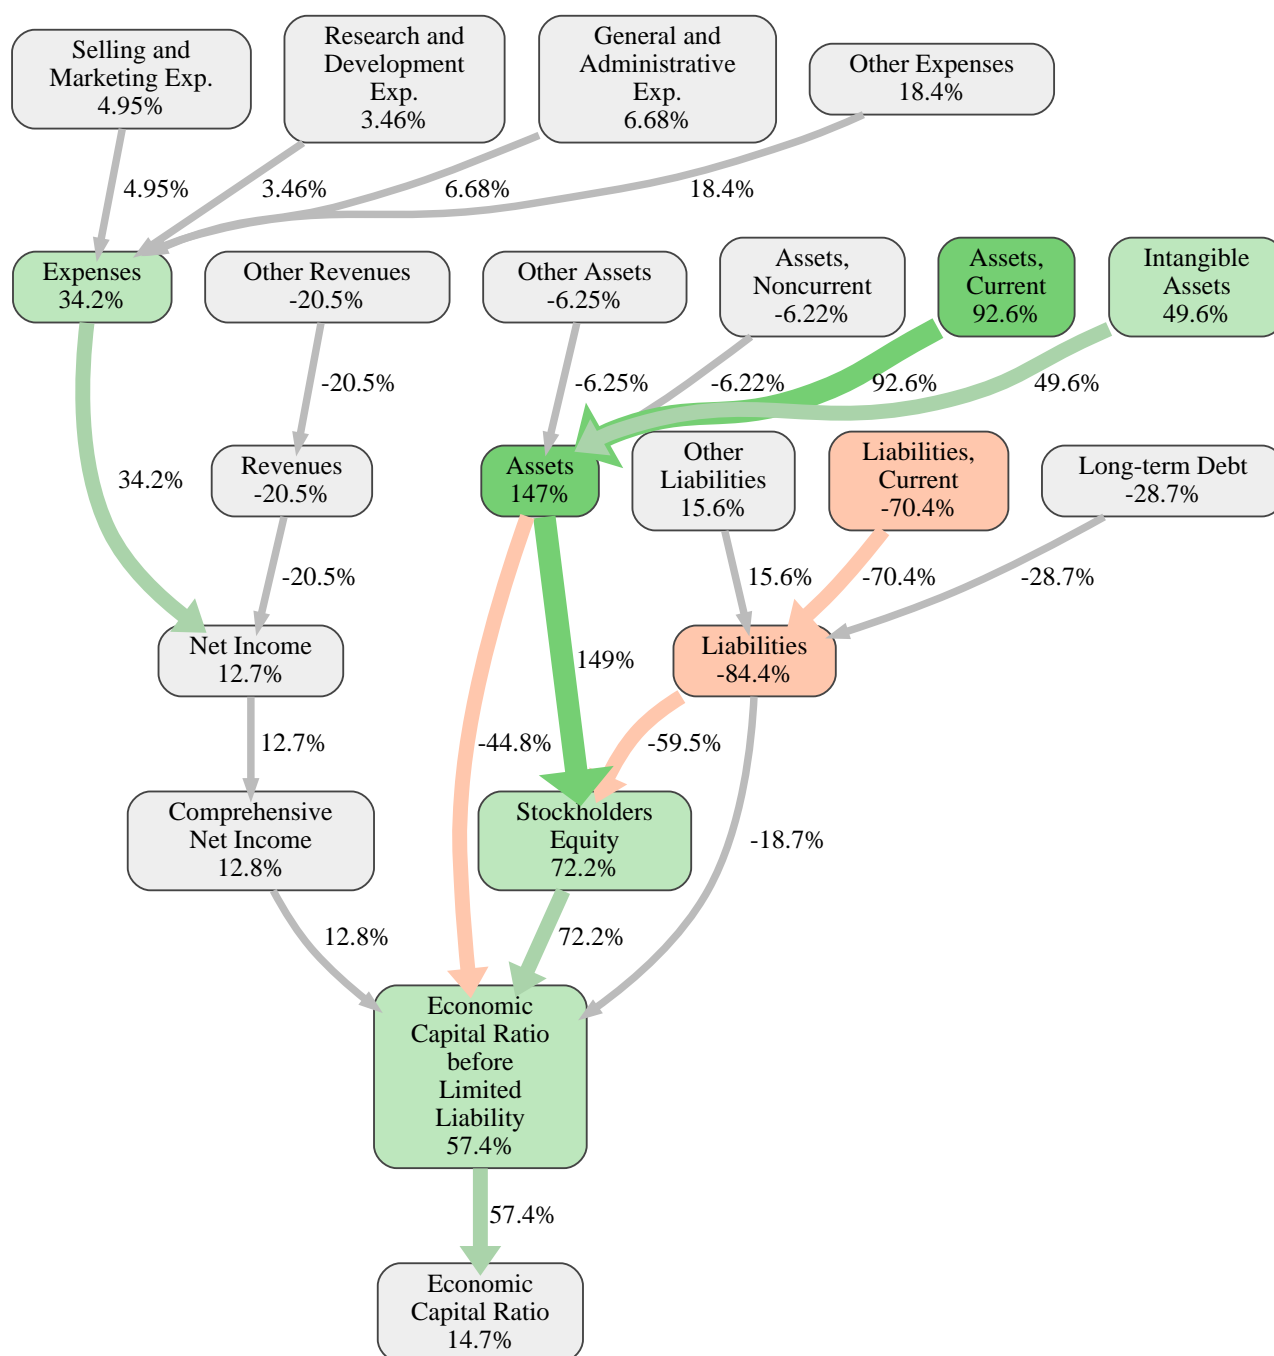 Selling and
Marketing Exp.
4.95%
Research and
Development
Exp.
3.46%
General and
Administrative
Exp.
6.68%
Other Expenses
18.4%
4.95%
3.46%
6.68%
18.4%
Expenses
34.2%
Other Revenues
-20.5%
Other Assets
-6.25%
Assets,
Noncurrent
-6.22%
Assets,
Current
92.6%
Intangible
Assets
49.6%
-20.5%
-6.25%
-6.22%
92.6%
49.6%
34.2%
Revenues
-20.5%
Assets
147%
Other
Liabilities
15.6%
Liabilities,
Current
-70.4%
Long-term Debt
-28.7%
-20.5%
15.6%
-70.4%
-28.7%
Net Income
12.7%
149%
Liabilities
-84.4%
12.7%
-44.8%
-59.5%
Comprehensive
Net Income
12.8%
Stockholders
Equity
72.2%
-18.7%
12.8%
72.2%
Economic
Capital Ratio
before
Limited
Liability
57.4%
57.4%
Economic
Capital Ratio
14.7%